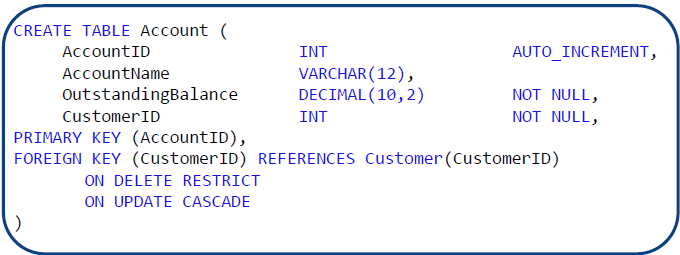 CREATE TABLE Account (
AccountID INT AUTO_INCREMENT,
AccountName VARCHAR(12),
OutstandingBalance DECIMAL(10,2) NOT NULL,
CustomerID INT NOT NULL,
PRIMARY KEY (AccountID),
FOREIGN KEY (CustomerID) REFERENCES Customer(CustomerID)
ON DELETE RESTRICT
ON UPDATE CASCADE
)